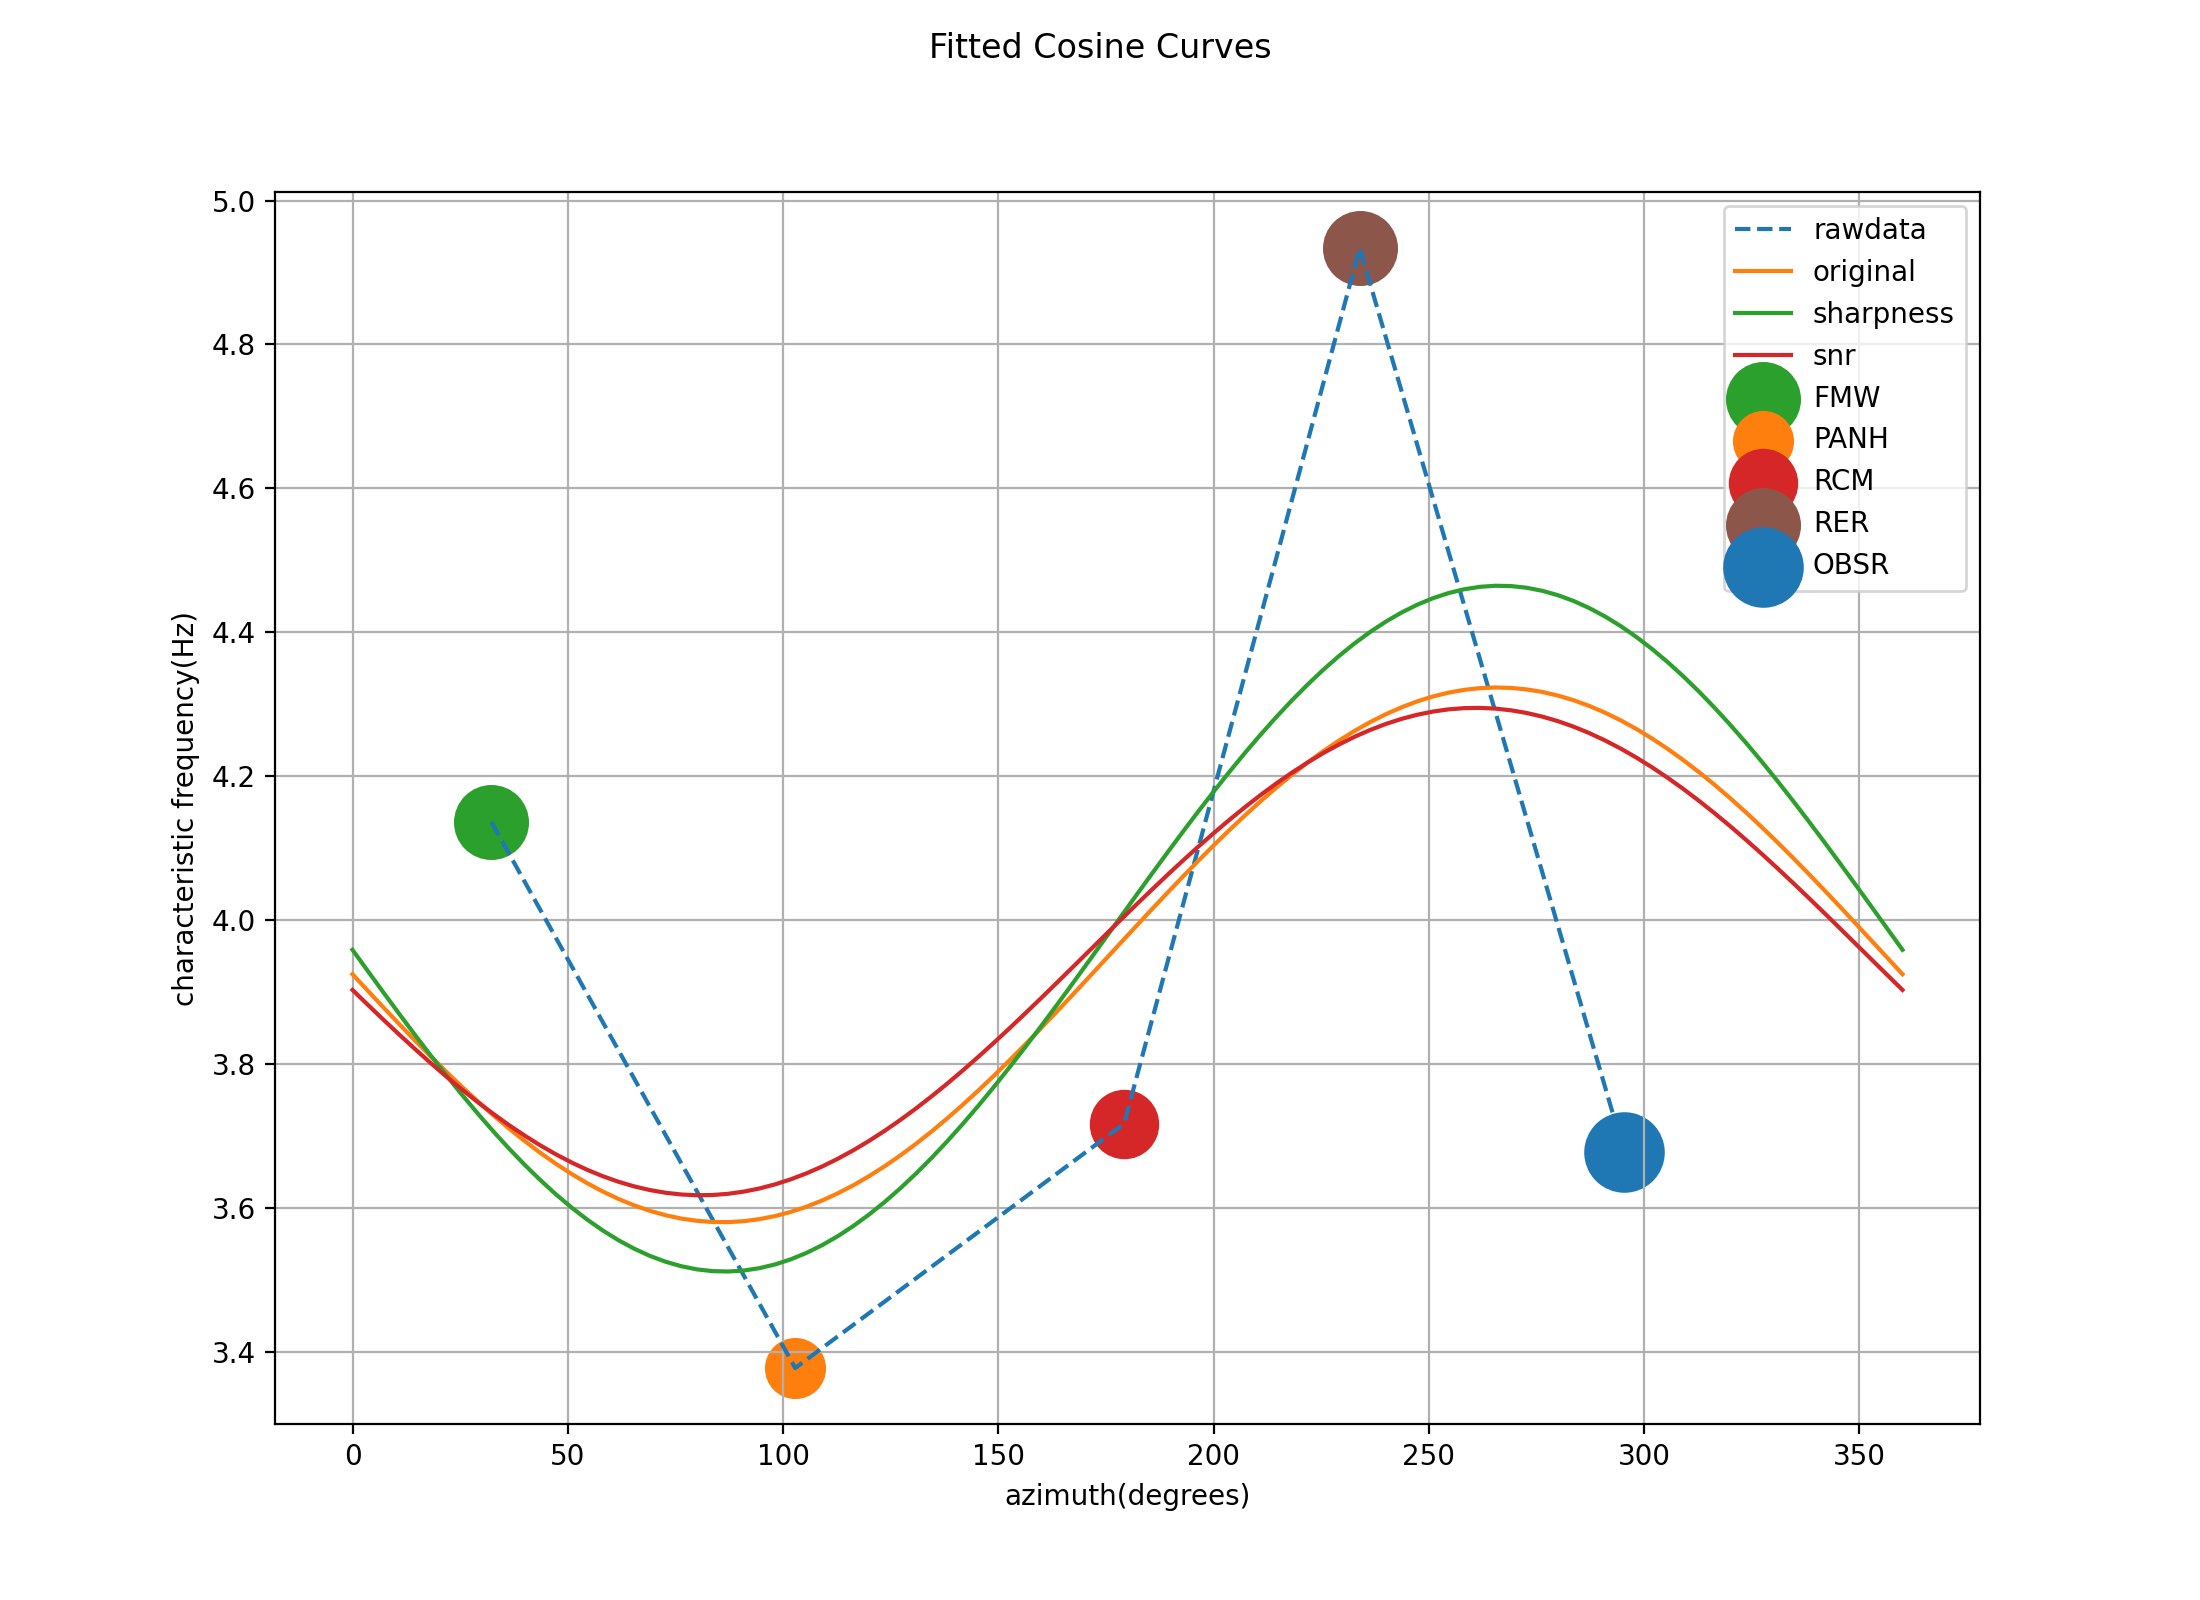 Fitted Cosine Curves
5.0
4.8
4.6
4.4
4.2
4.0
3.8
3.6
3.4
characteristic frequency(Hz)
rawdata
original
sharpness
snr
FMW
PANH
RCM
RER
OBSR
0 50 100 150 200 250 300 350
azimuth(degrees)